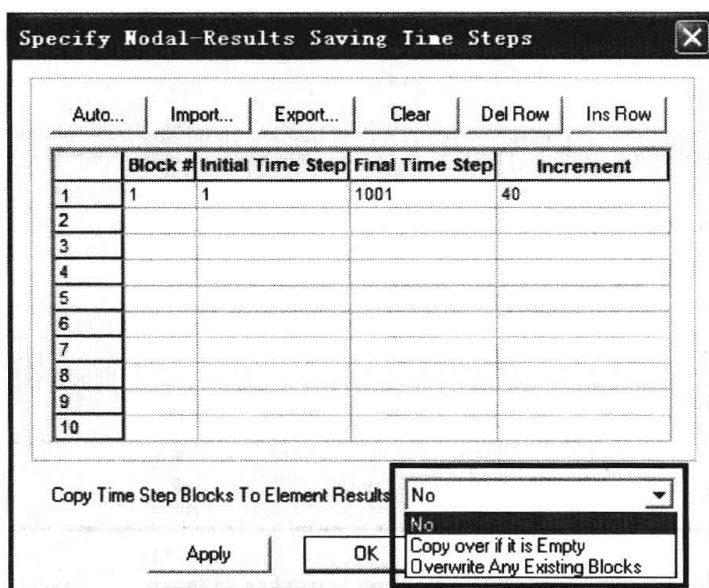 Specify Nodal-Results Saving Time Steps
Auto... Import... Export... Clear Del Row Ins Row
Block # Initial Time Step Final Time Step Increment
1 1 1 1001 40
2
3
4
5
6
7
8
9
10
Copy Time Step Blocks To Element Results No
No
Copy over if it is Empty
Overwrite Any Existing Blocks
Apply OK